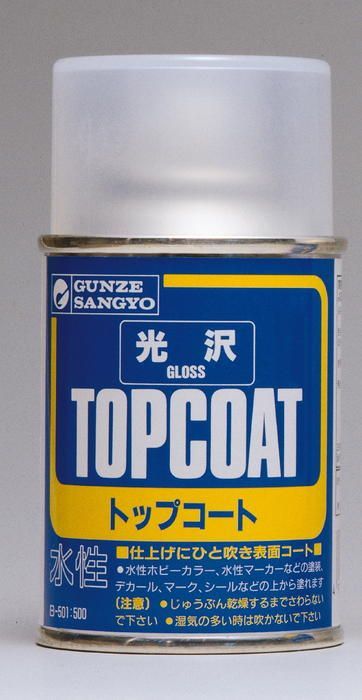 GUNZE
SANGYO
光沢
GLOSS
TOPCOAT
トップコート
水性
■仕上げにひと吹き表面コート■
●水性ホビーカラー、水性マーカーなどの塗装、
デカール、マーク、シールなどの上から塗れます
〈注意〉●じゅうぶん乾燥するまでさわらない
で下さい ●湿気の多い時は吹かないで下さい
B-501:500